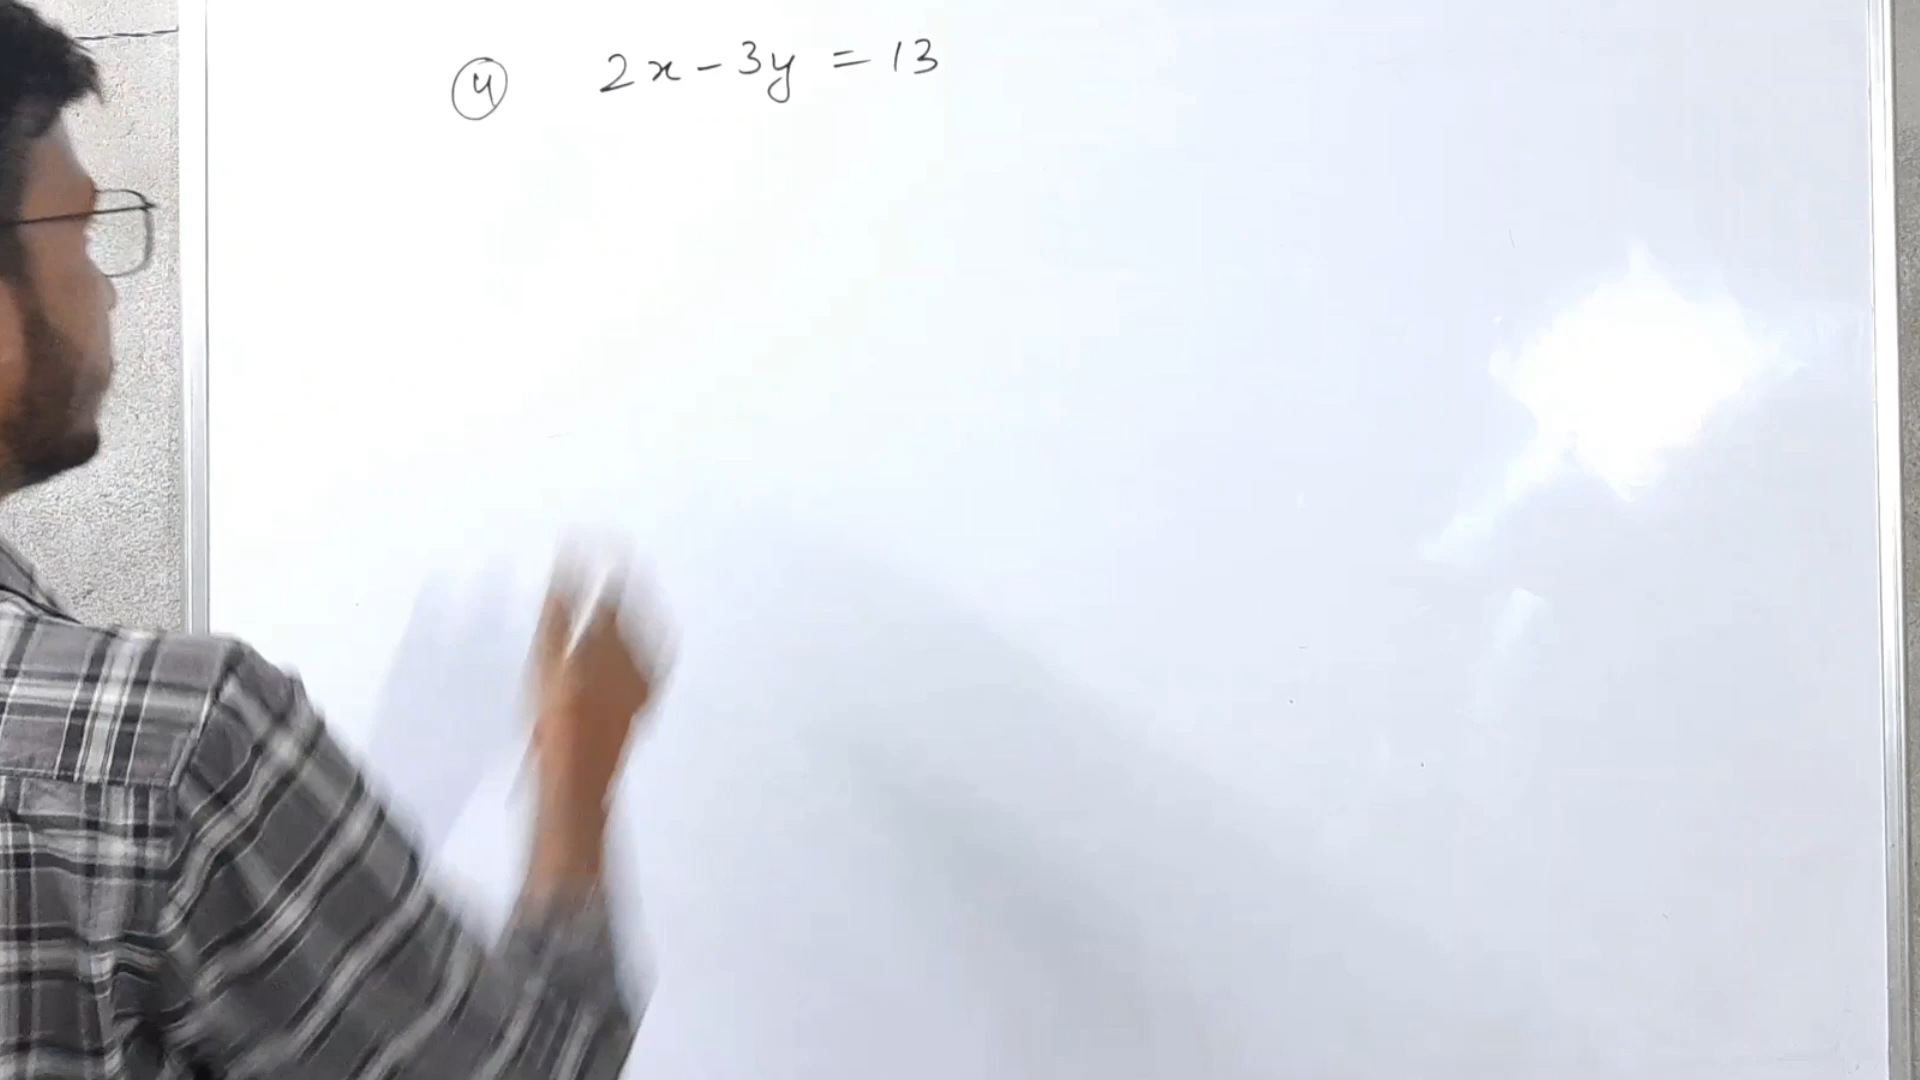 ④ 2x - 3y = 13